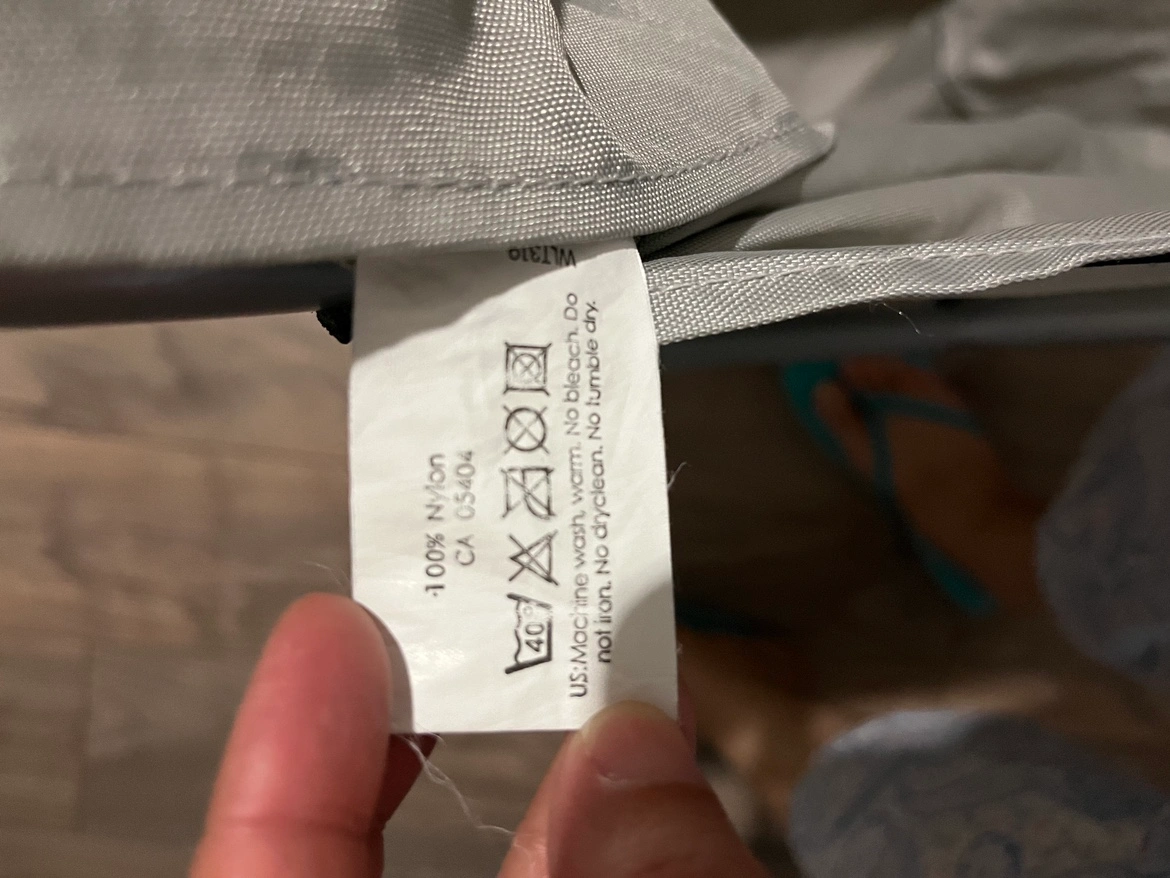 WLT319
100% Nylon
CA 05404
40°
US:Machine wash, warm. No bleach. Do
not iron. No dryclean. No tumble dry.